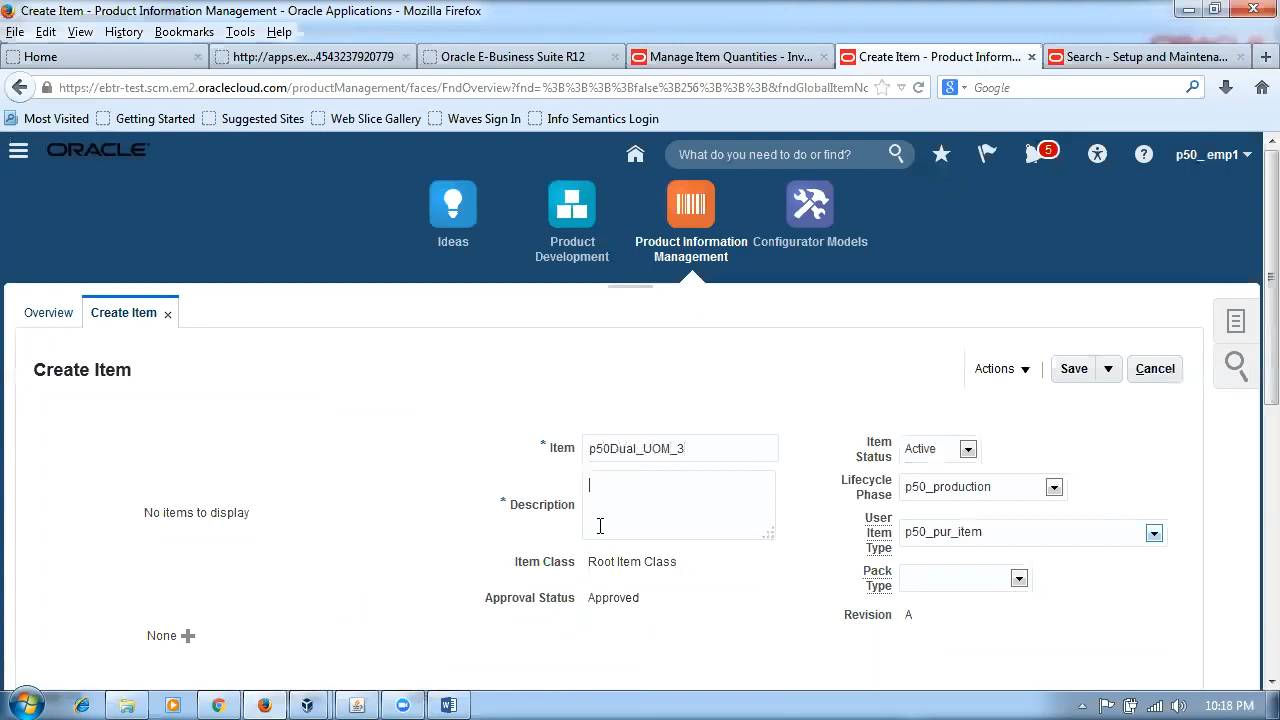 Create Item - Product Information Management - Oracle Applications - Mozilla Firefox
File Edit View History Bookmarks Tools Help
Home × http://apps.ex...4543237920779 × Oracle E-Business Suite R12 × Manage Item Quantities - Inv... × Create Item - Product Inform... × Search - Setup and Maintena... × +
https://ebtr-test.scm.em2.oraclecloud.com/productManagement/faces/FndOverview?fnd=%3B%3B%3B%3Bfalse%3B256%3B%3B%3B&fndGlobalItemNc Google
Most Visited Getting Started Suggested Sites Web Slice Gallery Waves Sign In Info Semantics Login
ORACLE What do you need to do or find? 5 p50_ emp1
Ideas
Product
Development
Product Information
Management
Configurator Models
Overview Create Item ×
Create Item Actions Save Cancel
* Item p50Dual_UOM_3
* Description
Item Class Root Item Class
Approval Status Approved
No items to display
None
Item
Status Active
Lifecycle
Phase p50_production
User
Item
Type p50_pur_item
Pack
Type
Revision A
10:18 PM